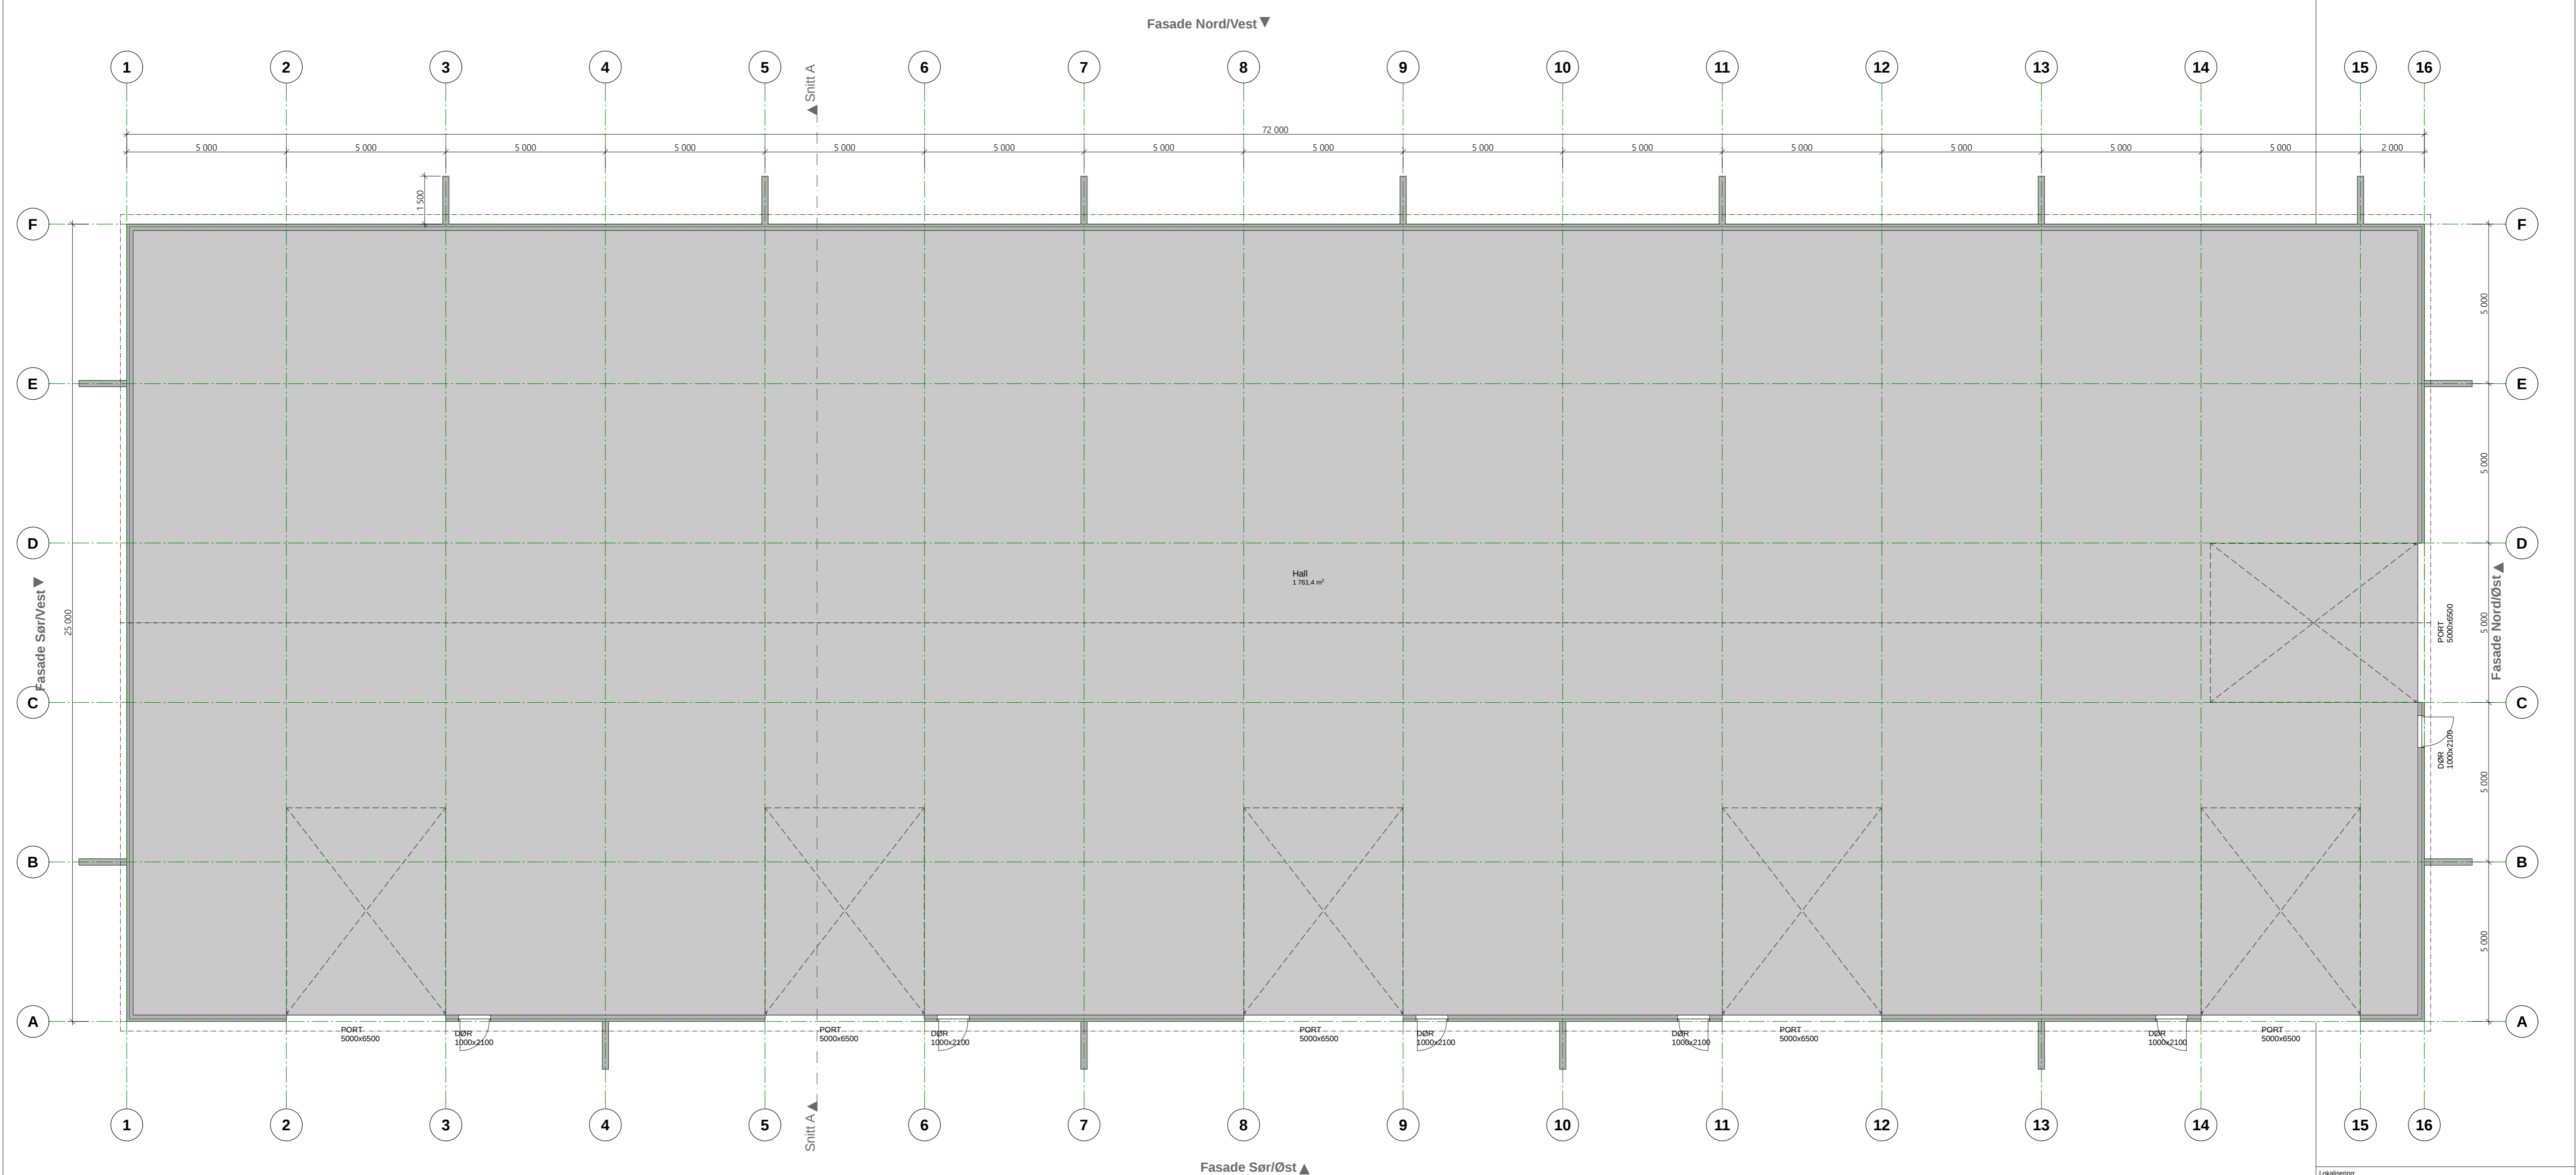 Fasade Nord/Vest
1 2 3 4 5 6 7 8 9 10 11 12 13 14 15 16
Snitt A
72 000
5 000 5 000 5 000 5 000 5 000 5 000 5 000 5 000 5 000 5 000 5 000 5 000 5 000 5 000 2 000
1 500
F F
5 000
E E
5 000
D D
Hall
1 761,4 m²
Fasade Sør/Vest
25 000
5 000
PORT
5000x6500
Fasade Nord/Øst
C C
DØR
1000x2100
5 000
B B
5 000
A A
PORT
5000x6500
DØR
1000x2100
PORT
5000x6500
DØR
1000x2100
PORT
5000x6500
DØR
1000x2100
DØR
1000x2100
PORT
5000x6500
DØR
1000x2100
PORT
5000x6500
Snitt A
1 2 3 4 5 6 7 8 9 10 11 12 13 14 15 16
Fasade Sør/Øst
Lokalisering: